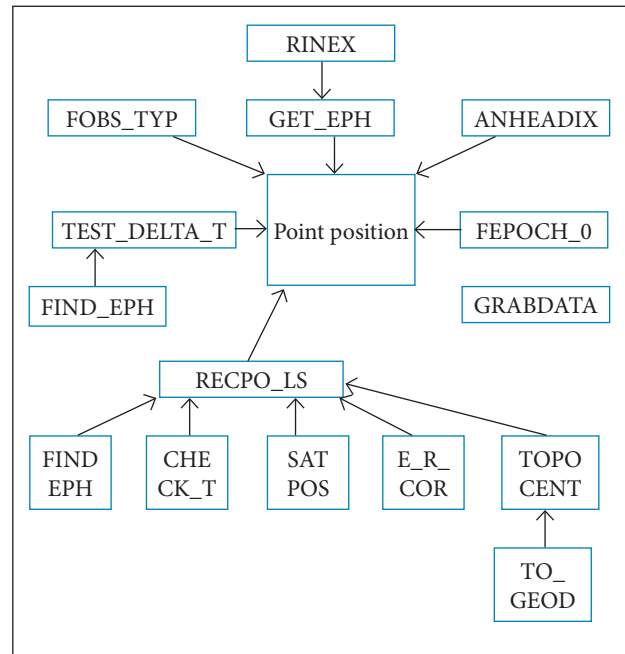 RINEX
FOBS_TYP
GET_EPH
ANHEADIX
TEST_DELTA_T
Point position
FEPOCH_0
FIND_EPH
GRABDATA
RECPO_LS
FIND
EPH
CHE
CK_T
SAT
POS
E_R_
COR
TOPO
CENT
TO_
GEOD